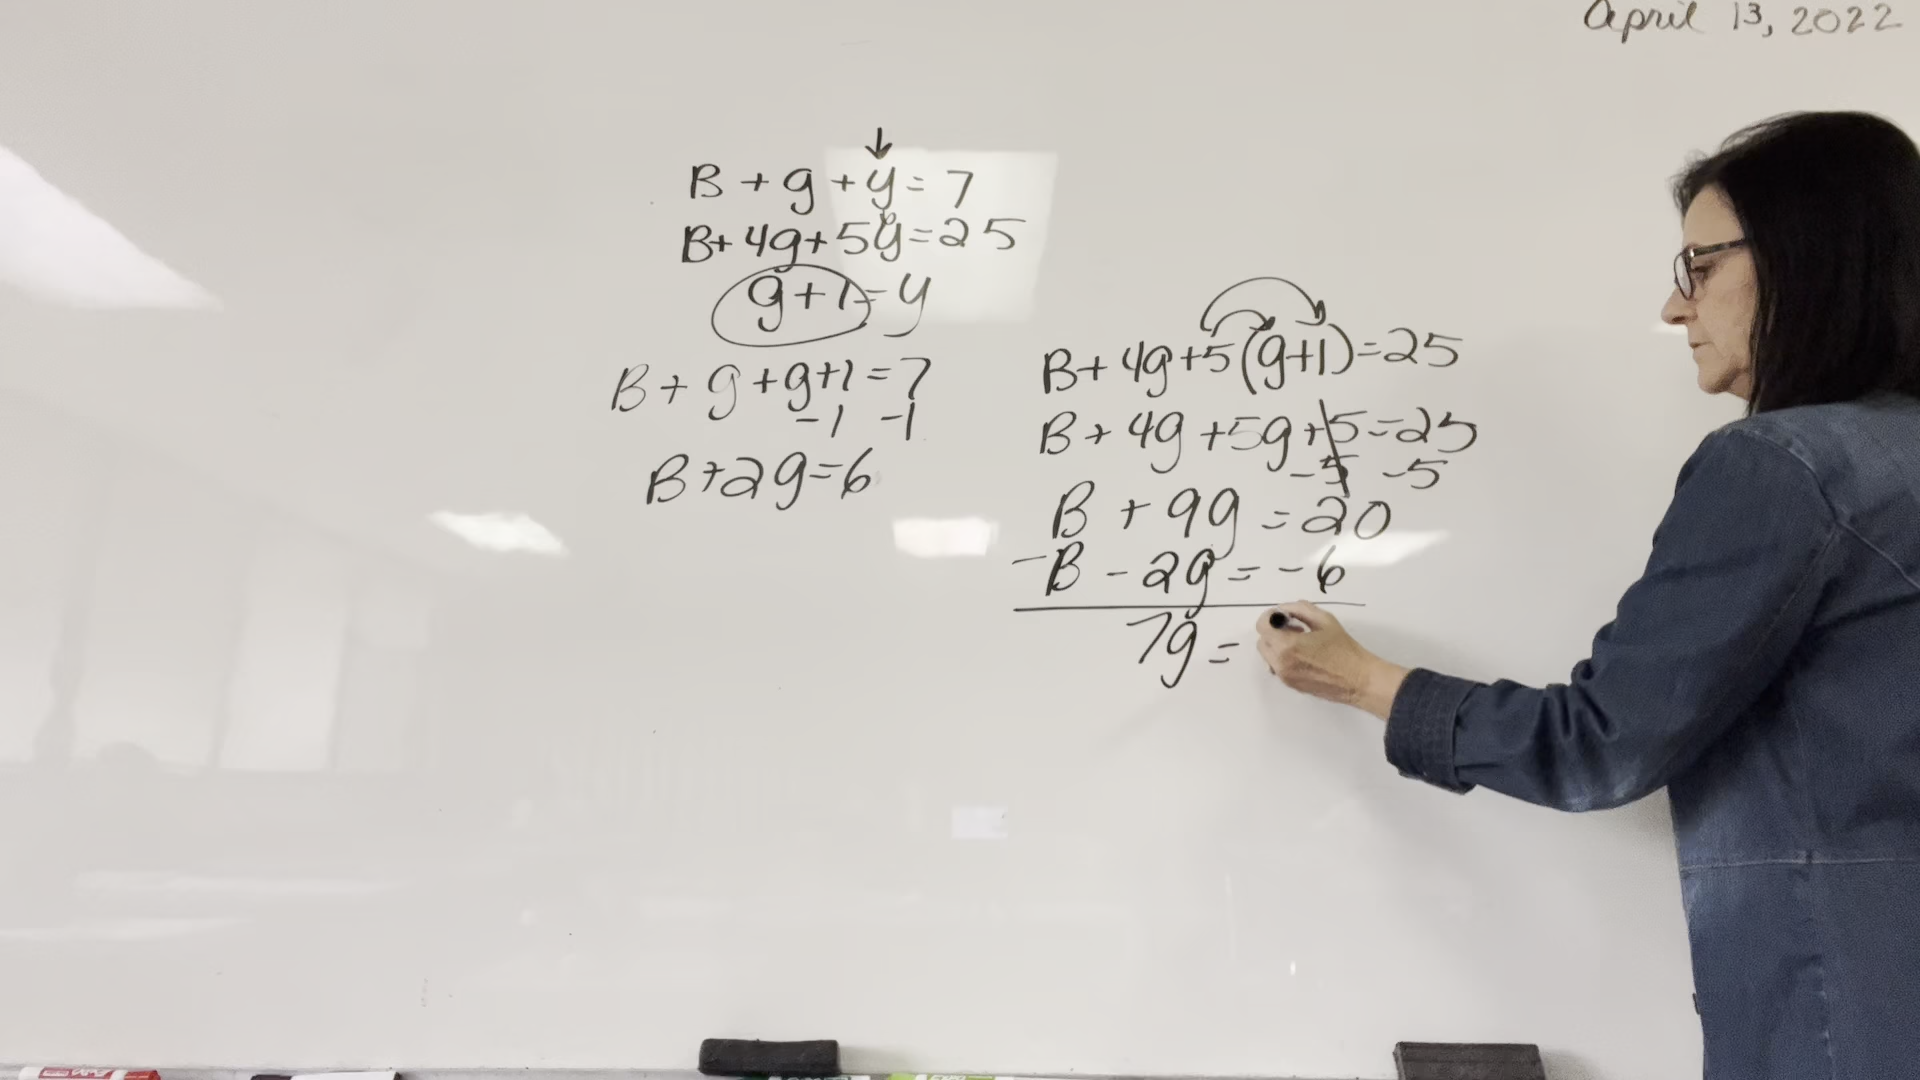 April 13, 2022
B + g + y = 7
B + 4g + 5y = 25
g + 1 = y
B + g + g + 1 = 7
-1 -1
B + 2g = 6
B + 4g + 5(g+1) = 25
B + 4g + 5g + 5 = 25
-5 -5
B + 9g = 20
-B - 2g = -6
7g =
EXPO